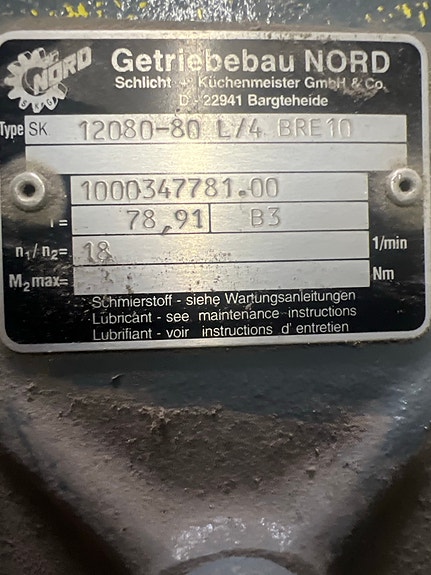 NORD
SKG
Getriebebau NORD
Schlicht + Küchenmeister GmbH & Co.
D - 22941 Bargteheide
Type SK 12080-80 L/4 BRE10
1000347781.00
i = 78,91 B3
n1/n2= 18 1/min
M2max= Nm
Schmierstoff - siehe Wartungsanleitungen
Lubricant - see maintenance instructions
Lubrifiant - voir instructions d' entretien